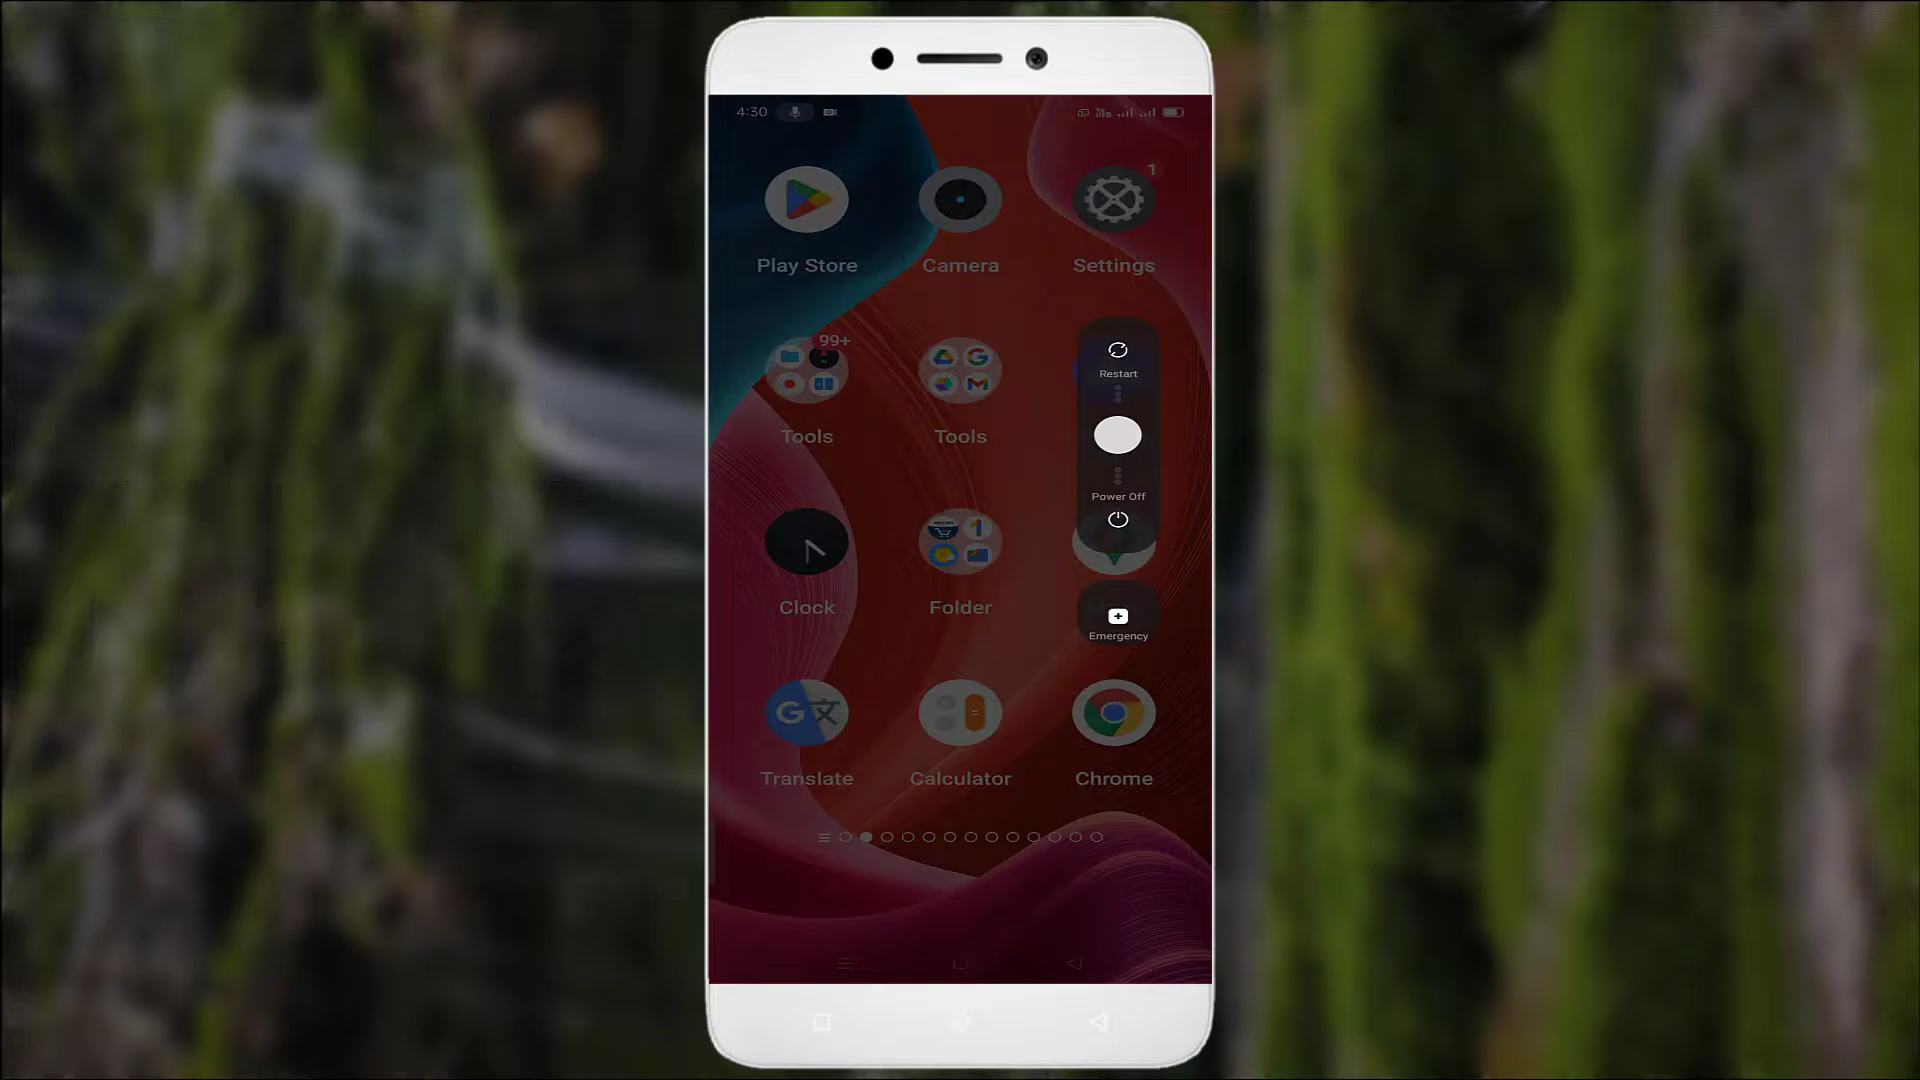 4:30
1
Play Store
Camera
Settings
99+
Restart
Tools
Tools
Power Off
Clock
Folder
Emergency
Translate
Calculator
Chrome